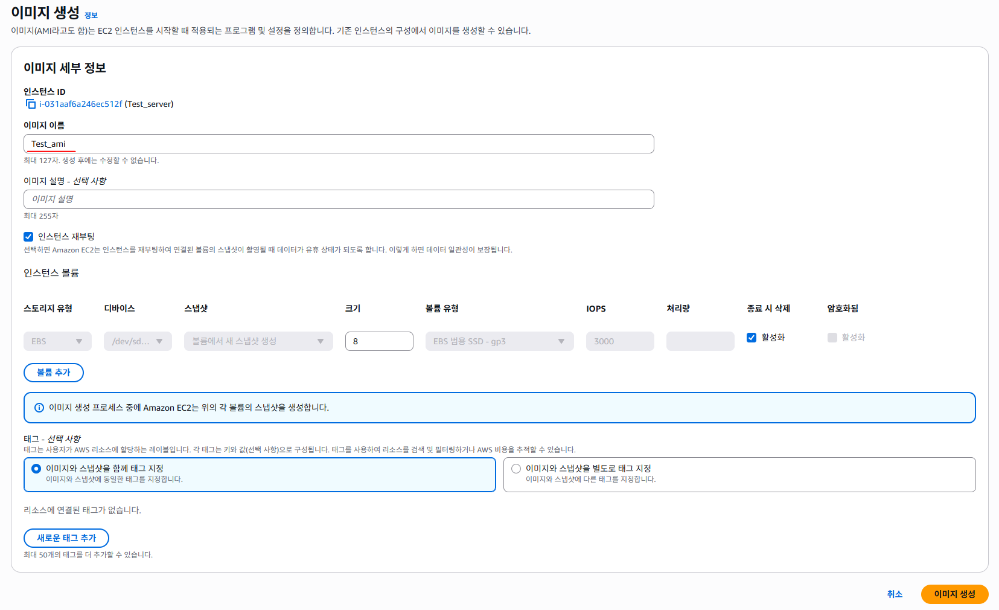 이미지 생성 정보
이미지(AMI라고도 함)는 EC2 인스턴스를 시작할 때 적용되는 프로그램 및 설정을 정의합니다. 기존 인스턴스의 구성에서 이미지를 생성할 수 있습니다.
이미지 세부 정보
인스턴스 ID
i-031aaf6a246ec512f (Test_server)
이미지 이름
Test_ami
최대 127자. 생성 후에는 수정할 수 없습니다.
이미지 설명 - 선택 사항
이미지 설명
최대 255자
인스턴스 재부팅
선택하면 Amazon EC2는 인스턴스를 재부팅하여 연결된 볼륨의 스냅샷이 촬영될 때 데이터가 유휴 상태가 되도록 합니다. 이렇게 하면 데이터 일관성이 보장됩니다.
인스턴스 볼륨
스토리지 유형 디바이스 스냅샷 크기 볼륨 유형 IOPS 처리량 종료 시 삭제 암호화됨
EBS /dev/sd... 볼륨에서 새 스냅샷 생성 8 EBS 범용 SSD - gp3 3000 활성화 활성화
볼륨 추가
이미지 생성 프로세스 중에 Amazon EC2는 위의 각 볼륨의 스냅샷을 생성합니다.
태그 - 선택 사항
태그는 사용자가 AWS 리소스에 할당하는 레이블입니다. 각 태그는 키와 값(선택 사항)으로 구성됩니다. 태그를 사용하여 리소스를 검색 및 필터링하거나 AWS 비용을 추적할 수 있습니다.
이미지와 스냅샷을 함께 태그 지정 이미지와 스냅샷을 별도로 태그 지정
이미지와 스냅샷에 동일한 태그를 지정합니다. 이미지와 스냅샷에 다른 태그를 지정합니다.
리소스에 연결된 태그가 없습니다.
새로운 태그 추가
최대 50개의 태그를 더 추가할 수 있습니다.
취소 이미지 생성